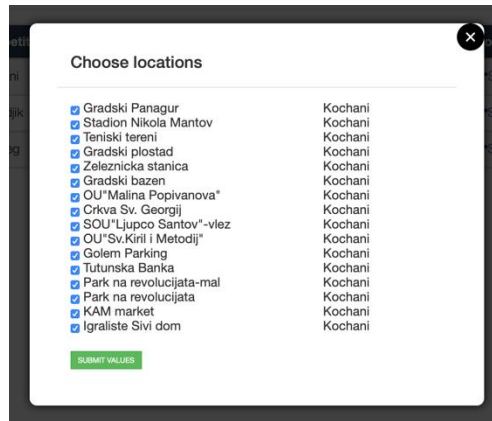 Choose locations
Gradski Panagur Kochani
Stadion Nikola Mantov Kochani
Teniski tereni Kochani
Gradski plostad Kochani
Zeleznicka stanica Kochani
Gradski bazen Kochani
OU"Malina Popivanova" Kochani
Crkva Sv. Georgij Kochani
SOU"Ljupco Santov"-vlez Kochani
OU"Sv.Kiril i Metodij" Kochani
Golem Parking Kochani
Tutunska Banka Kochani
Park na revolucijata-mal Kochani
Park na revolucijata Kochani
KAM market Kochani
Igraliste Sivi dom Kochani
SUBMIT VALUES